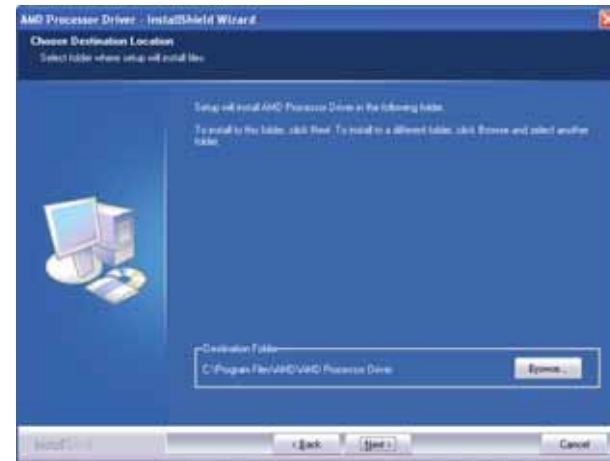 AMD Processor Driver - InstallShield Wizard
Choose Destination Location
Select folder where setup will install files.
Setup will install AMD Processor Driver in the following folder.
To install to this folder, click Next. To install to a different folder, click Browse and select another
folder.
Destination Folder
C:\Program Files\AMD\AMD Processor Driver
Browse...
InstallShield
< Back
Next >
Cancel